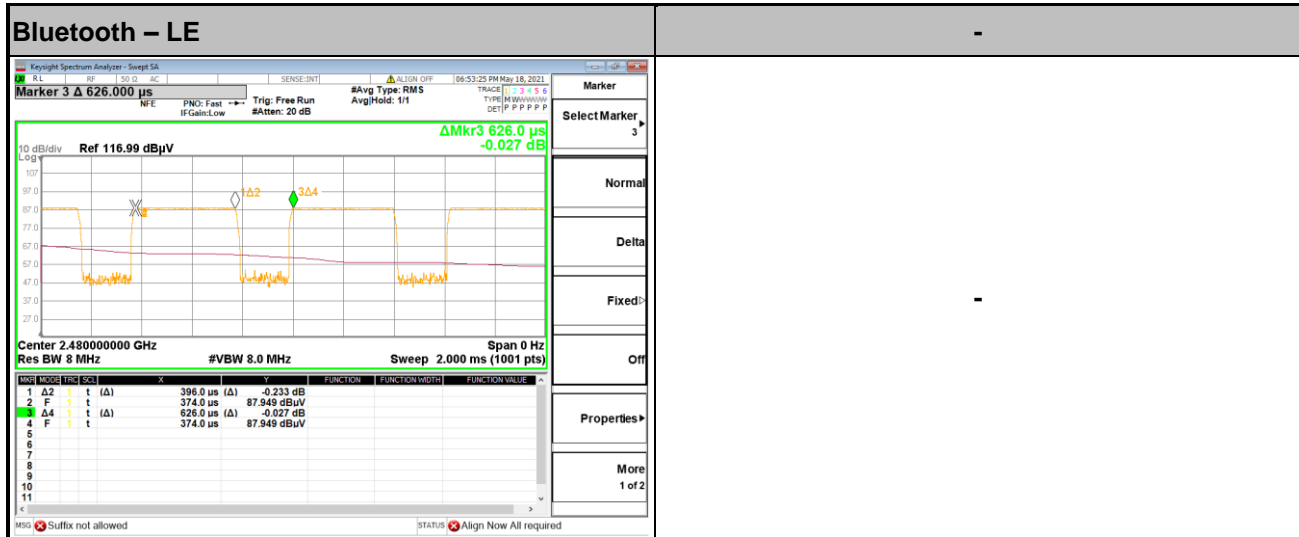 Bluetooth – LE -
Keysight Spectrum Analyzer - Swept SA
RL RF 50 Ω AC SENSE:INT ALIGN OFF 06:53:25 PM May 18, 2021
Marker 3 Δ 626.000 µs #Avg Type: RMS TRACE 1 2 3 4 5 6
NFE PNO: Fast Trig: Free Run Avg|Hold: 1/1 TYPE MWWWWW
IFGain:Low #Atten: 20 dB DET P P P P P P
Marker
Select Marker
3
ΔMkr3 626.0 µs
10 dB/div Ref 116.99 dBµV -0.027 dB
Log
107
97.0
1Δ2 3Δ4
87.0
77.0
67.0
57.0
47.0
37.0
27.0
Center 2.480000000 GHz Span 0 Hz
Res BW 8 MHz #VBW 8.0 MHz Sweep 2.000 ms (1001 pts)
MKR MODE TRC SCL X Y FUNCTION FUNCTION WIDTH FUNCTION VALUE
1 Δ2 1 t (Δ) 396.0 µs (Δ) -0.233 dB
2 F 1 t 374.0 µs 87.949 dBµV
3 Δ4 1 t (Δ) 626.0 µs (Δ) -0.027 dB
4 F 1 t 374.0 µs 87.949 dBµV
5
6
7
8
9
10
11
Normal
Delta
Fixed
Off
Properties
More
1 of 2
MSG Suffix not allowed STATUS Align Now All required
-